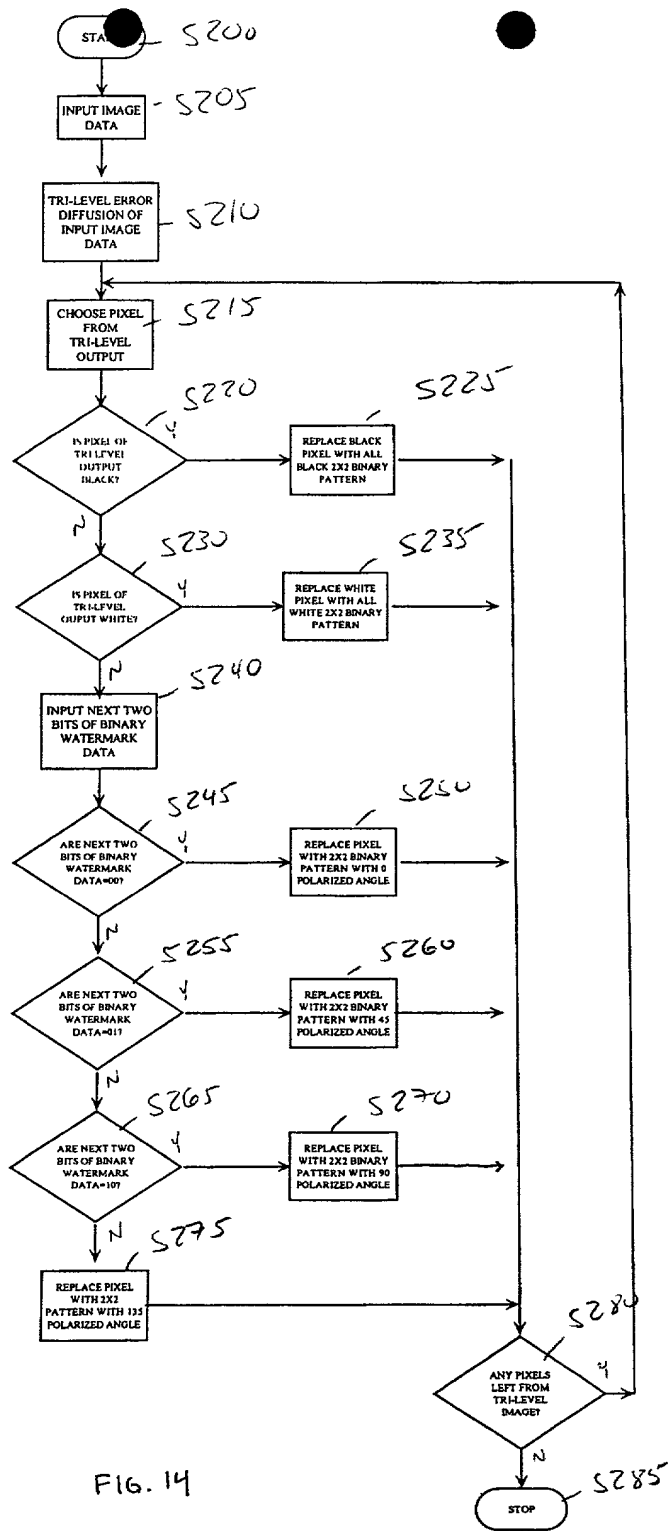 STA
S200
INPUT IMAGE
DATA
S205
TRI-LEVEL ERROR
DIFFUSION OF
INPUT IMAGE
DATA
S210
CHOOSE PIXEL
FROM
TRI-LEVEL
OUTPUT
S215
IS PIXEL OF
TRI-LEVEL
OUTPUT
BLACK?
S220
Y
N
REPLACE BLACK
PIXEL WITH ALL
BLACK 2X2 BINARY
PATTERN
S225
IS PIXEL OF
TRI-LEVEL
OUPUT WHITE?
S230
Y
N
REPLACE WHITE
PIXEL WITH ALL
WHITE 2X2 BINARY
PATTERN
S235
INPUT NEXT TWO
BITS OF BINARY
WATERMARK
DATA
S240
ARE NEXT TWO
BITS OF BINARY
WATERMARK
DATA=00?
S245
Y
N
REPLACE PIXEL
WITH 2X2 BINARY
PATTERN WITH 0
POLARIZED ANGLE
S250
ARE NEXT TWO
BITS OF BINARY
WATERMARK
DATA=01?
S255
Y
N
REPLACE PIXEL
WITH 2X2 BINARY
PATTERN WITH 45
POLARIZED ANGLE
S260
ARE NEXT TWO
BITS OF BINARY
WATERMARK
DATA=10?
S265
Y
N
REPLACE PIXEL
WITH 2X2 BINARY
PATTERN WITH 90
POLARIZED ANGLE
S270
REPLACE PIXEL
WITH 2X2
PATTERN WITH 135
POLARIZED ANGLE
S275
ANY PIXELS
LEFT FROM
TRI-LEVEL
IMAGE?
S280
Y
N
STOP
S285
FIG. 14